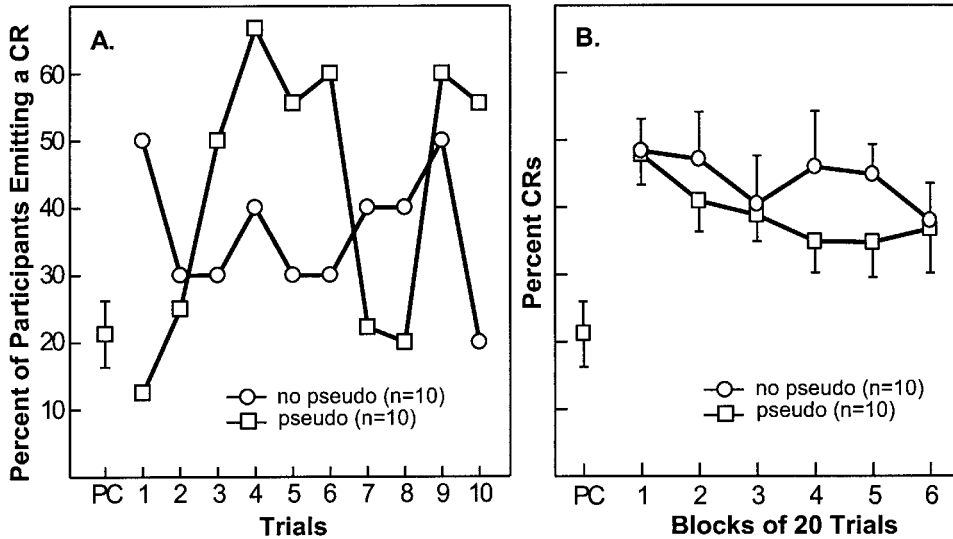 A.
Percent of Participants Emitting a CR
60
50
40
30
20
10
no pseudo (n=10)
pseudo (n=10)
PC 1 2 3 4 5 6 7 8 9 10
Trials
B.
Percent CRs
no pseudo (n=10)
pseudo (n=10)
PC 1 2 3 4 5 6
Blocks of 20 Trials